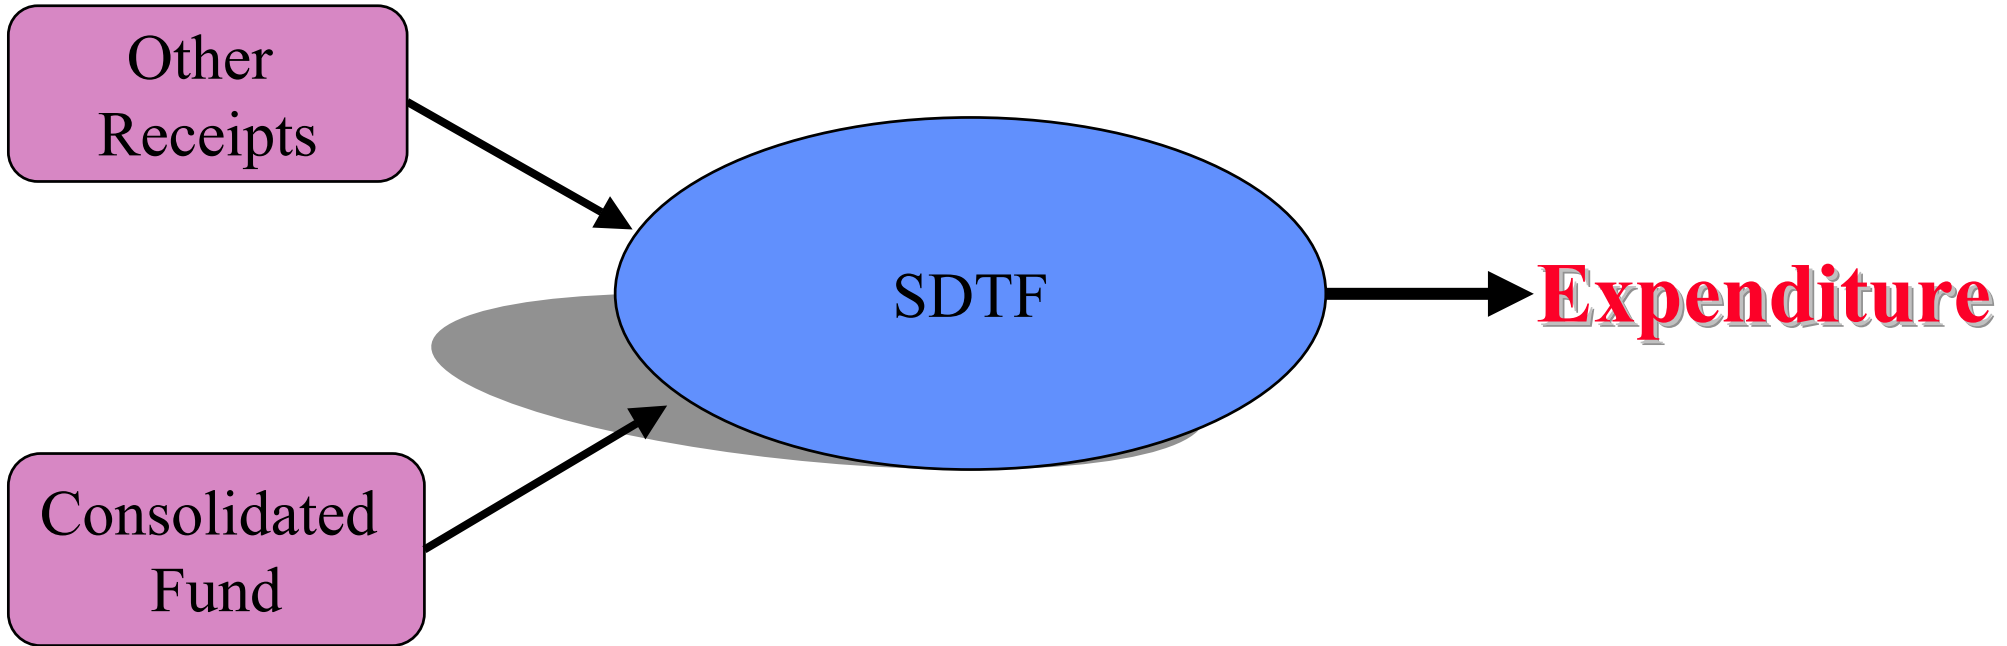 Other
Receipts
SDTF
Expenditure
Consolidated
Fund